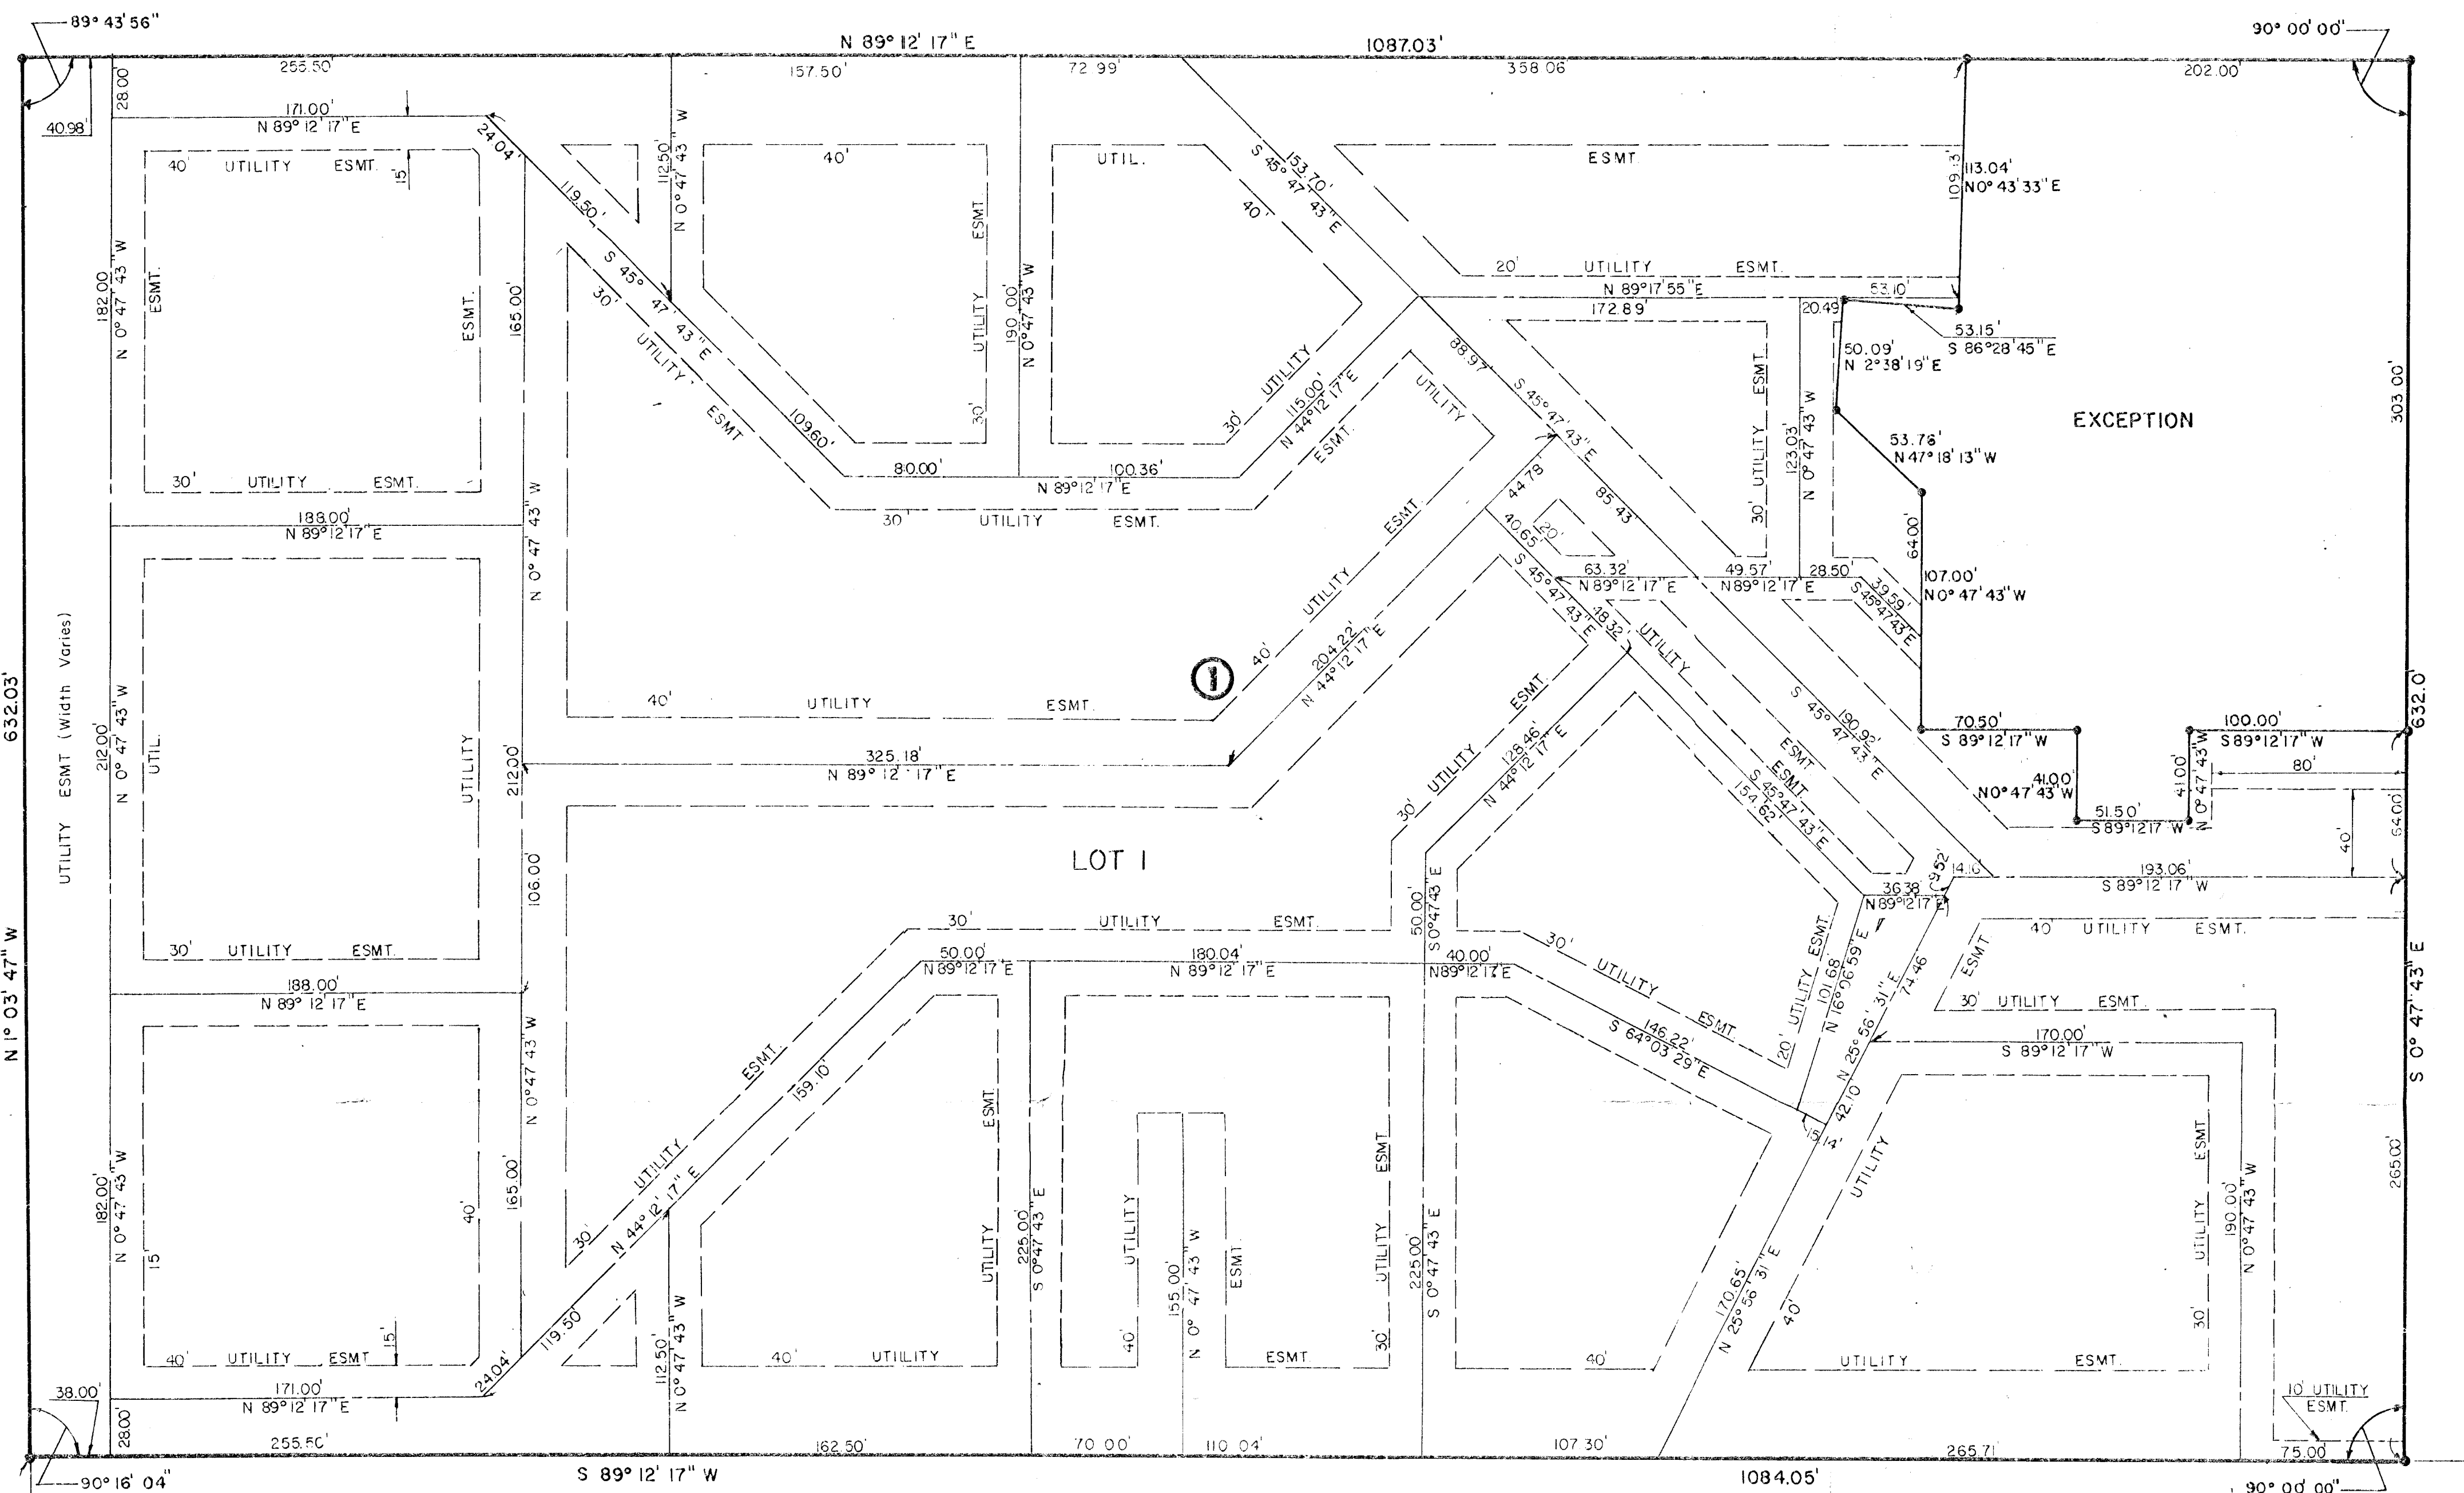 89° 43' 56"
N 89° 12' 17" E
1087.03'
90° 00' 00"
255.50'
157.50'
72.99'
358.06
202.00'
28.00'
40.98'
171.00'
N 89° 12' 17" E
24.04'
40' UTILITY ESMT.
15'
119.50'
112.50'
N 0° 47' 43" W
40'
UTIL.
ESMT.
153.70'
S 45° 47' 43" E
40'
109.13'
113.04'
N 0° 43' 33" E
182.00
N 0° 47' 43" W
ESMT.
ESMT.
165.00'
S 45° 47' 43" E
30'
UTILITY
ESMT
UTILITY ESMT.
30'
190.00'
N 0° 47' 43" W
20' UTILITY ESMT.
N 89° 17' 55" E
53.10'
172.89'
20.49'
53.15'
S 86° 28' 45" E
50.09'
N 2° 38' 19" E
EXCEPTION
303.00'
88.97'
S 45° 47' 43" E
30' UTILITY
115.00'
N 44° 12' 17" E
ESMT.
UTILITY
109.60'
80.00'
100.36'
N 89° 12' 17" E
30' UTILITY ESMT.
30' UTILITY ESMT.
123.03'
N 0° 47' 43" W
53.78'
N 47° 18' 13" W
30' UTILITY ESMT.
188.00'
N 89° 12' 17" E
N 0° 47' 43" W
44.78'
85.43'
40.65'
20'
64.00'
63.32'
N 89° 12' 17" E
49.57'
N 89° 12' 17" E
28.50'
39.59'
S 45° 47' 43" E
107.00'
N 0° 47' 43" W
S 45° 47' 43" E
48.32'
40' UTILITY ESMT
204.22'
N 44° 12' 17" E
1
632.03'
N 1° 03' 47" W
UTILITY ESMT (Width Varies)
212.00'
N 0° 47' 43" W
UTIL.
UTILITY
212.00'
40' UTILITY ESMT.
325.18'
N 89° 12' 17" E
30' UTILITY ESMT.
128.46'
N 44° 12' 17" E
UTILITY
ESMT.
ESMT.
S 45° 47' 43" E
154.62'
190.92'
S 45° 47' 43" E
70.50'
S 89° 12' 17" W
100.00'
S 89° 12' 17" W
80'
41.00'
N 0° 47' 43" W
41.00'
N 0° 47' 43" W
51.50'
S 89° 12 17" W
40'
64.00'
632.0'
S 0° 47' 43" E
LOT 1
106.00'
50.00'
S 0° 47' 43" E
36.38'
N 89° 12' 17" E
9.52'
14.16'
193.06'
S 89° 12' 17" W
40' UTILITY ESMT.
30' UTILITY ESMT.
188.00'
N 89° 12' 17" E
30' UTILITY ESMT.
50.00'
N 89° 12' 17" E
180.04'
N 89° 12' 17" E
40.00'
N 89° 12' 17" E
30' UTILITY ESMT
146.22'
S 64° 03' 29" E
20' UTILITY ESMT.
101.68'
N 16° 06' 59" E
74.46'
N 25° 56' 31" E
ESMT
30' UTILITY ESMT.
170.00'
S 89° 12' 17" W
42.10'
15.14'
UTILITY
40'
N 0° 47' 43" W
165.00'
30' UTILITY ESMT.
159.10'
N 44° 12' 17" E
182.00'
N 0° 47' 43" W
15'
40'
UTILITY ESMT.
225.00'
S 0° 47' 43" E
UTILITY
40'
155.00'
N 0° 47' 43" W
ESMT.
30' UTILITY ESMT
225.00'
S 0° 47' 43" E
170.65'
N 25° 56' 31" E
30' UTILITY ESMT
190.00'
N 0° 47' 43" W
265.00'
40' UTILITY ESMT
15'
119.50'
24.04'
112.50'
N 0° 47' 43" W
40' UTILITY
ESMT.
40'
UTILITY ESMT.
10' UTILITY
ESMT.
38.00'
171.00'
N 89° 12' 17" E
28.00'
255.50'
162.50'
70.00'
110.04'
107.30'
265.71'
75.00'
90° 16' 04"
S 89° 12' 17" W
1084.05'
90° 00' 00"